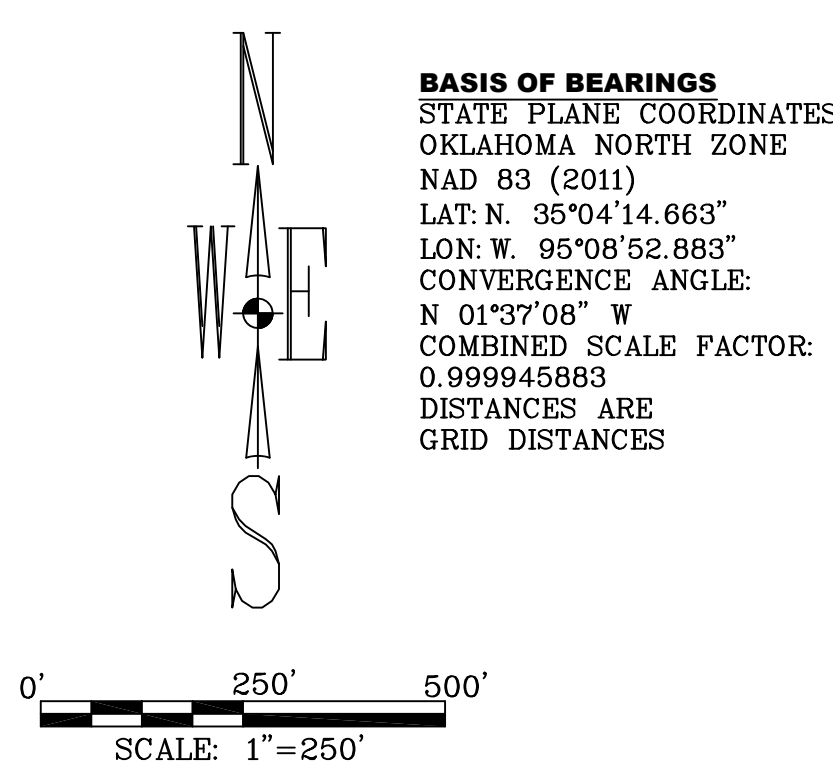 N
BASIS OF BEARINGS
STATE PLANE COORDINATES
OKLAHOMA NORTH ZONE
NAD 83 (2011)
LAT: N. 35°04'14.663"
LON: W. 95°08'52.883"
CONVERGENCE ANGLE:
N 01°37'08" W
COMBINED SCALE FACTOR:
0.999945883
DISTANCES ARE
GRID DISTANCES
W E
S
0' 250' 500'
SCALE: 1"=250'